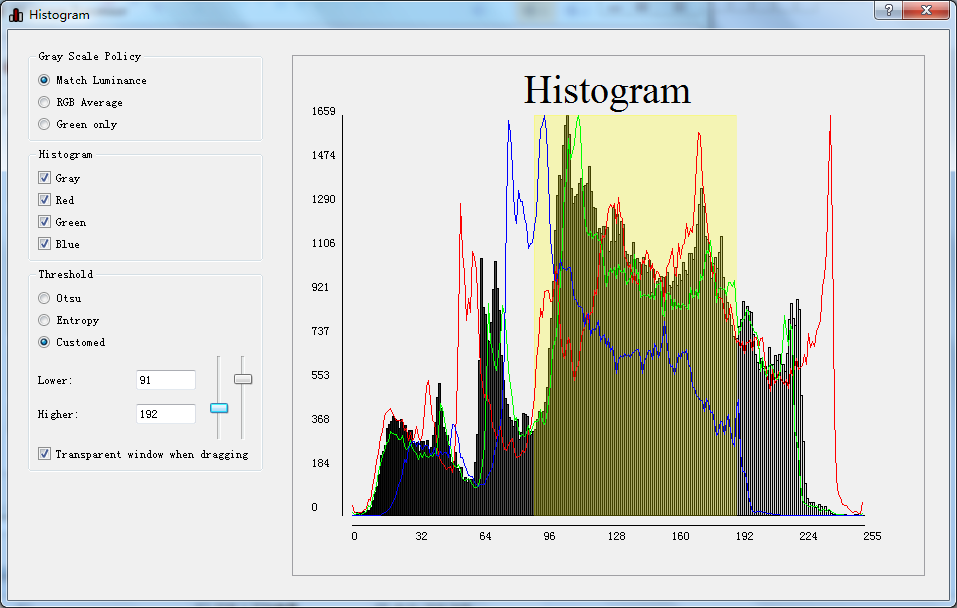 Histogram
Gray Scale Policy
Match Luminance
RGB Average
Green only
Histogram
Gray
Red
Green
Blue
Threshold
Otsu
Entropy
Customed
Lower: 91
Higher: 192
Transparent window when dragging
Histogram
1659
1474
1290
1106
921
737
553
368
184
0
0 32 64 96 128 160 192 224 255